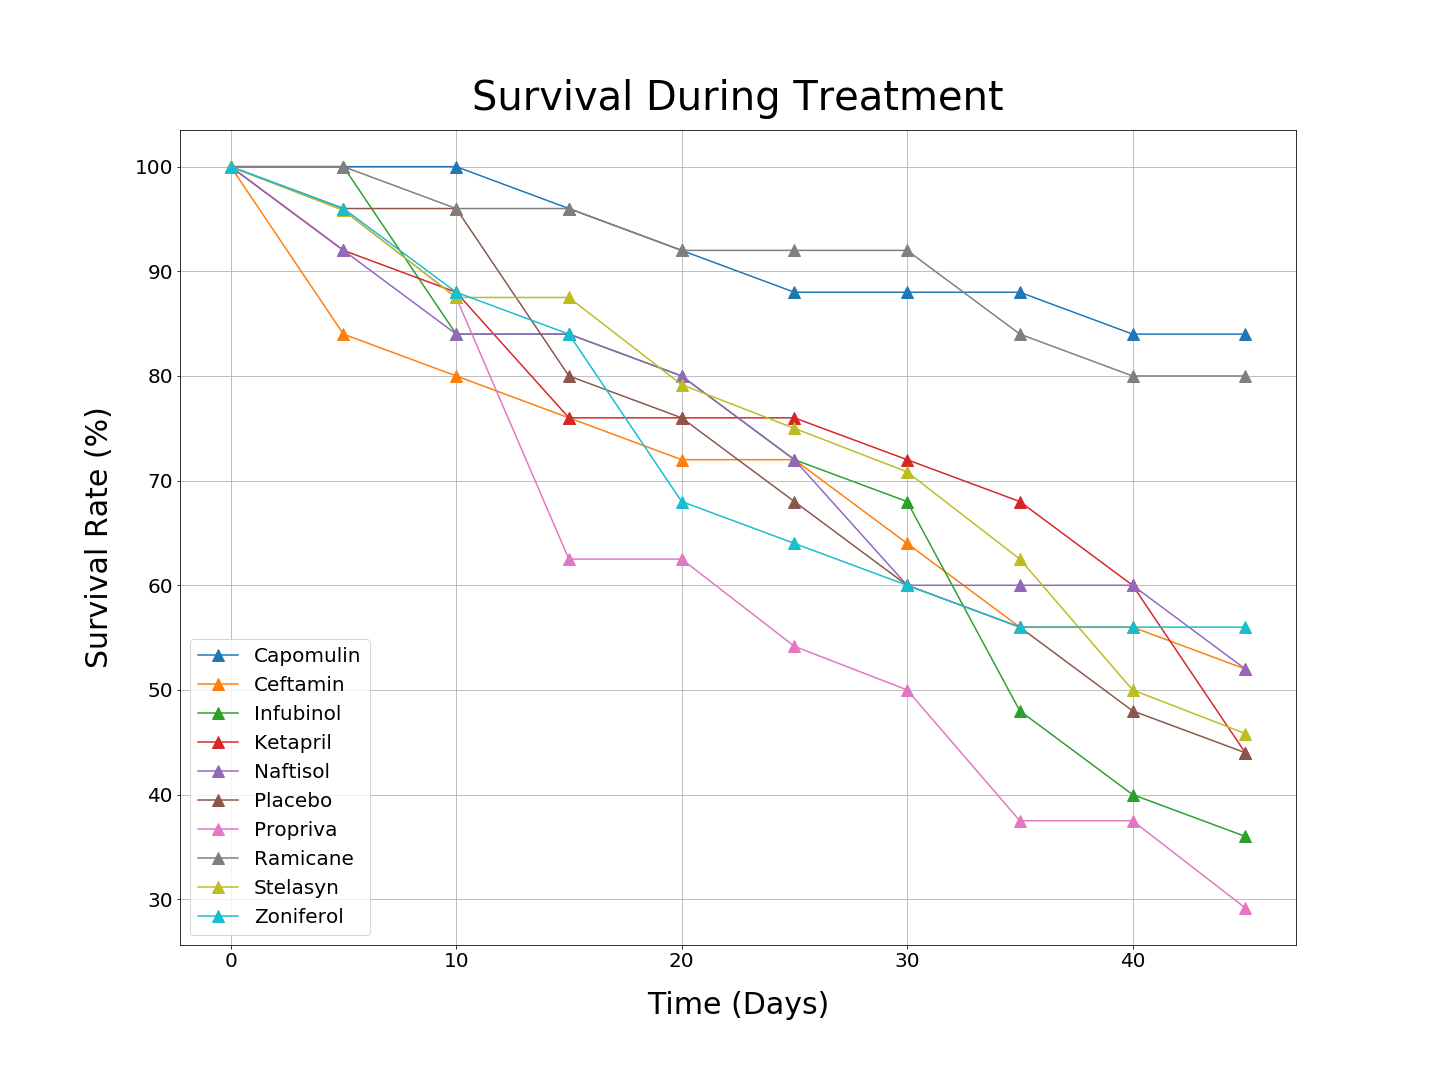 Survival During Treatment
Survival Rate (%)
100
90
80
70
60
50
40
30
Capomulin
Ceftamin
Infubinol
Ketapril
Naftisol
Placebo
Propriva
Ramicane
Stelasyn
Zoniferol
0 10 20 30 40
Time (Days)